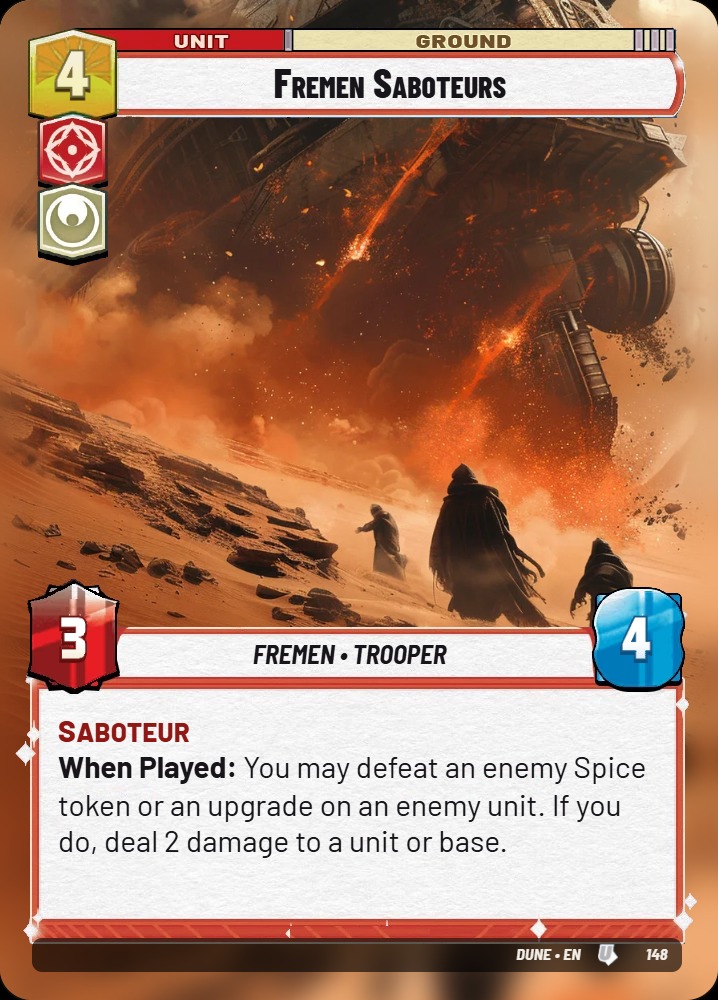 UNIT GROUND
4
FREMEN SABOTEURS
3
FREMEN • TROOPER
4
SABOTEUR
When Played: You may defeat an enemy Spice
token or an upgrade on an enemy unit. If you
do, deal 2 damage to a unit or base.
DUNE • EN U 148